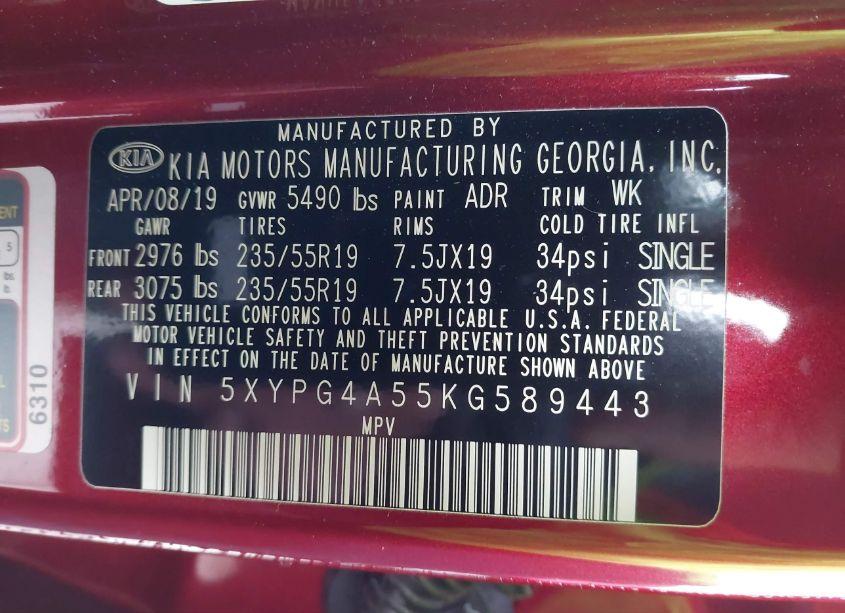 MANUFACTURED BY
KIA KIA MOTORS MANUFACTURING GEORGIA, INC.
APR/08/19 GVWR 5490 lbs PAINT ADR TRIM WK
GAWR TIRES RIMS COLD TIRE INFL
FRONT 2976 lbs 235/55R19 7.5JX19 34psi SINGLE
REAR 3075 lbs 235/55R19 7.5JX19 34psi SINGLE
THIS VEHICLE CONFORMS TO ALL APPLICABLE U.S.A. FEDERAL
MOTOR VEHICLE SAFETY AND THEFT PREVENTION STANDARDS
IN EFFECT ON THE DATE OF MANUFACTURE SHOWN ABOVE
VIN 5XYPG4A55KG589443
MPV
5
lbs.
6310